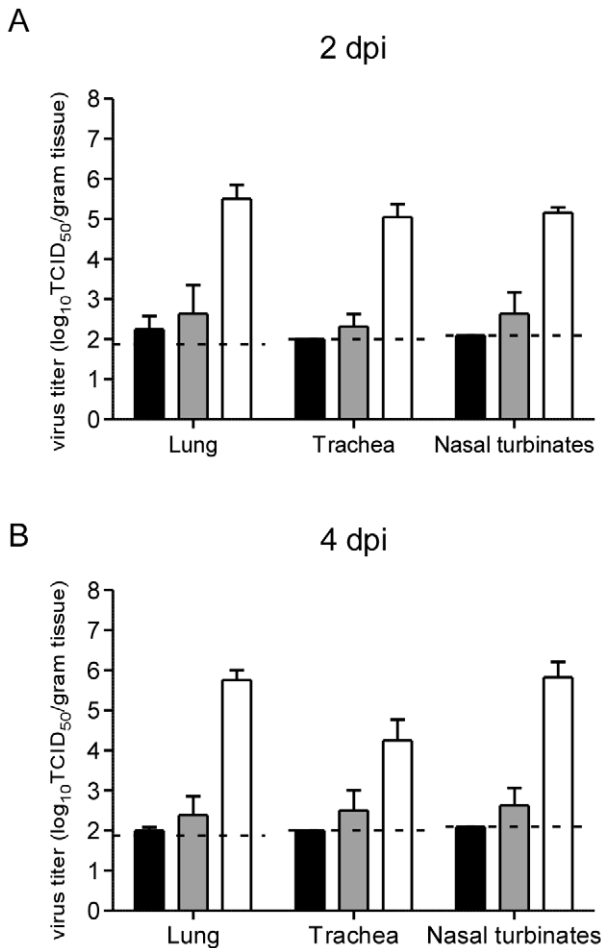 A
2 dpi
virus titer (log10TCID50/gram tissue)
8
7
6
5
4
3
2
1
0
Lung Trachea Nasal turbinates
B
4 dpi
virus titer (log10TCID50/gram tissue)
8
7
6
5
4
3
2
1
0
Lung Trachea Nasal turbinates